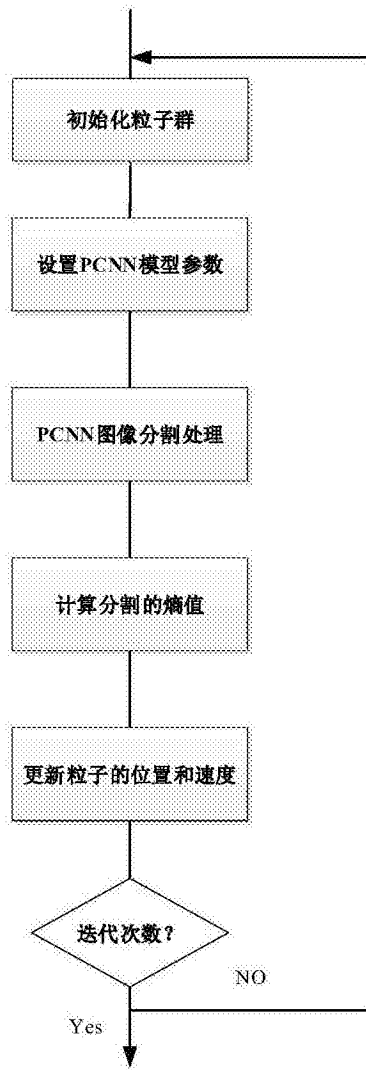 初始化粒子群
设置PCNN模型参数
PCNN图像分割处理
计算分割的熵值
更新粒子的位置和速度
迭代次数?
NO
Yes